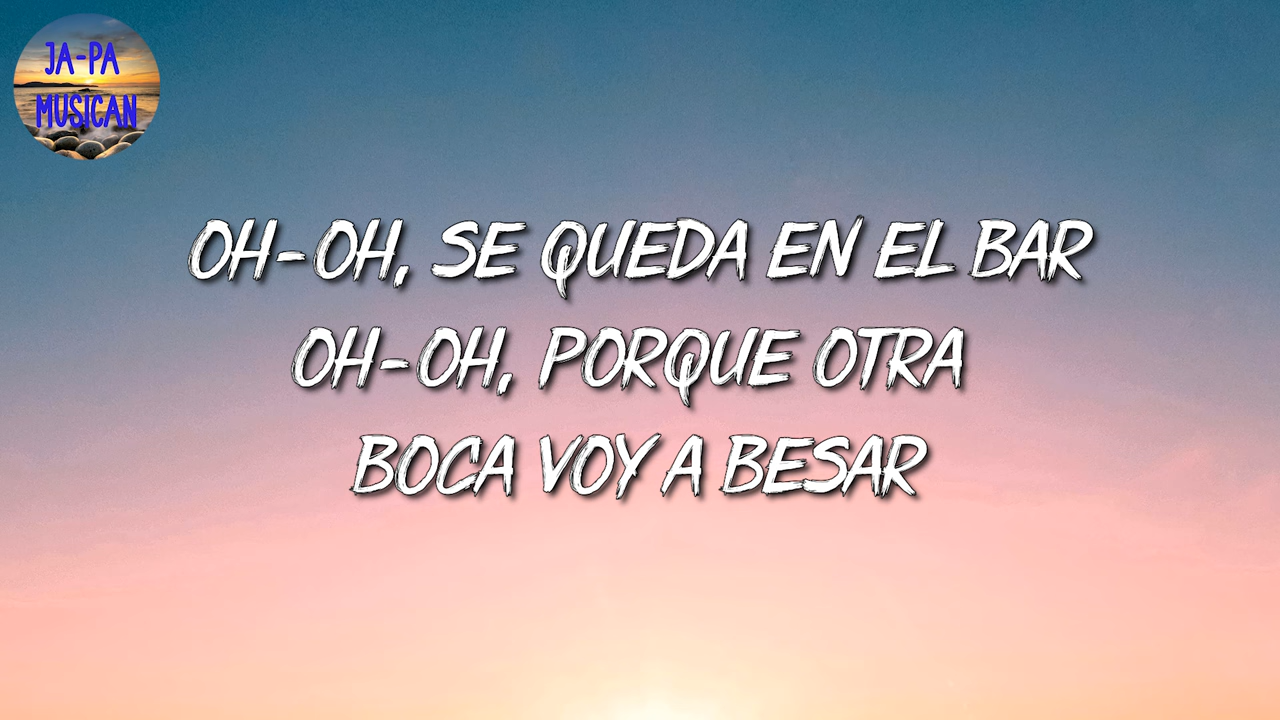 JA-PA
MUSICAN
OH-OH, SE QUEDA EN EL BAR
OH-OH, PORQUE OTRA
BOCA VOY A BESAR